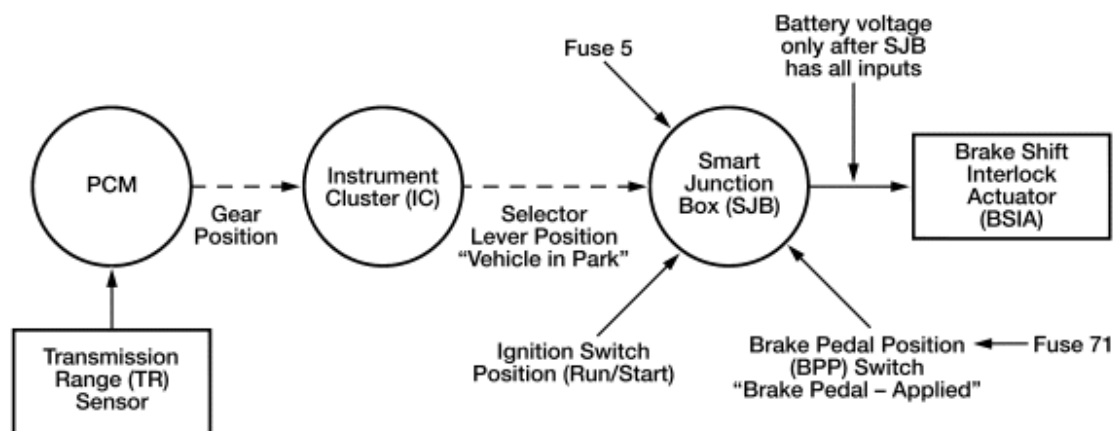 Fuse 5
Battery voltage
only after SJB
has all inputs
PCM
Gear
Position
Instrument
Cluster (IC)
Selector
Lever Position
“Vehicle in Park”
Smart
Junction
Box (SJB)
Brake Shift
Interlock
Actuator
(BSIA)
Transmission
Range (TR)
Sensor
Ignition Switch
Position (Run/Start)
Brake Pedal Position
(BPP) Switch
“Brake Pedal – Applied”
Fuse 71